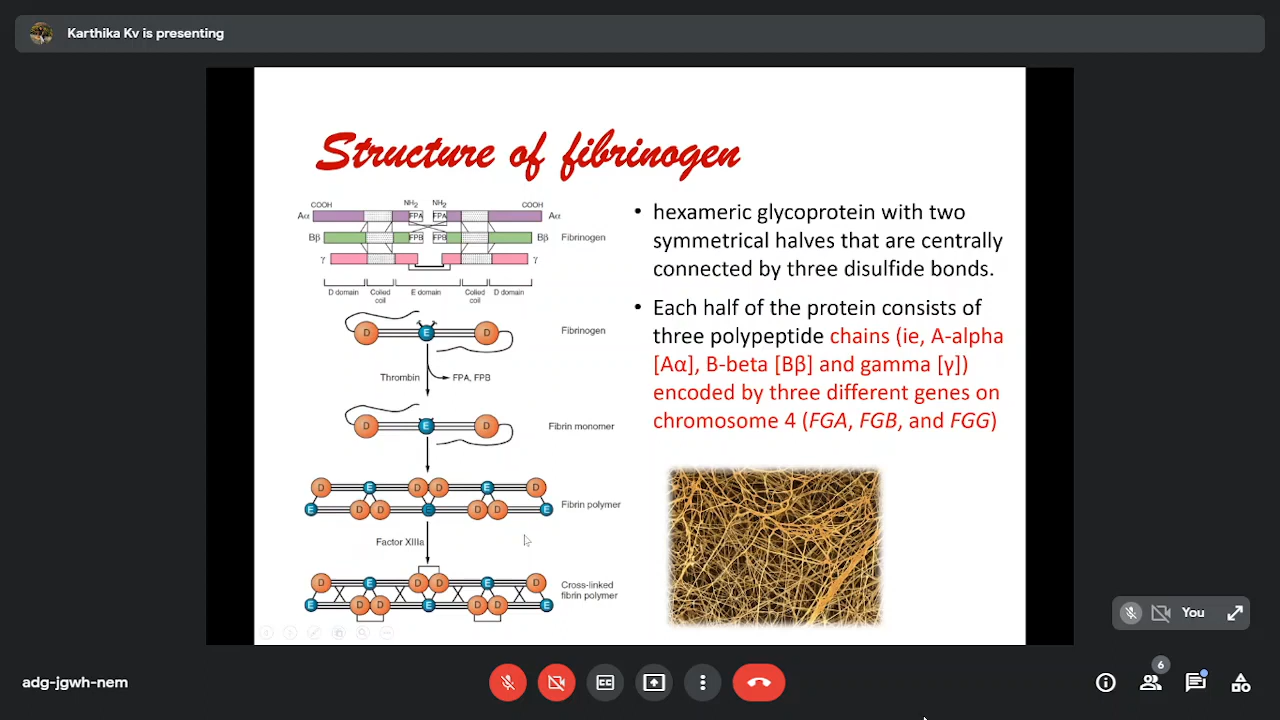 Karthika Kv is presenting
Structure of fibrinogen
COOH NH2 NH2 COOH
Aα FPA FPA Aα
Bβ FPB FPB Bβ Fibrinogen
γ γ
D domain Coiled coil E domain Coiled coil D domain
D E D Fibrinogen
Thrombin FPA, FPB
D E D Fibrin monomer
D E D D E D
E D D E D D E
Fibrin polymer
Factor XIIIa
D E D D E D
E D D E D D E
Cross-linked
fibrin polymer
• hexameric glycoprotein with two
symmetrical halves that are centrally
connected by three disulfide bonds.
• Each half of the protein consists of
three polypeptide chains (ie, A-alpha
[Aα], B-beta [Bβ] and gamma [γ])
encoded by three different genes on
chromosome 4 (FGA, FGB, and FGG)
You
adg-jgwh-nem
CC
6